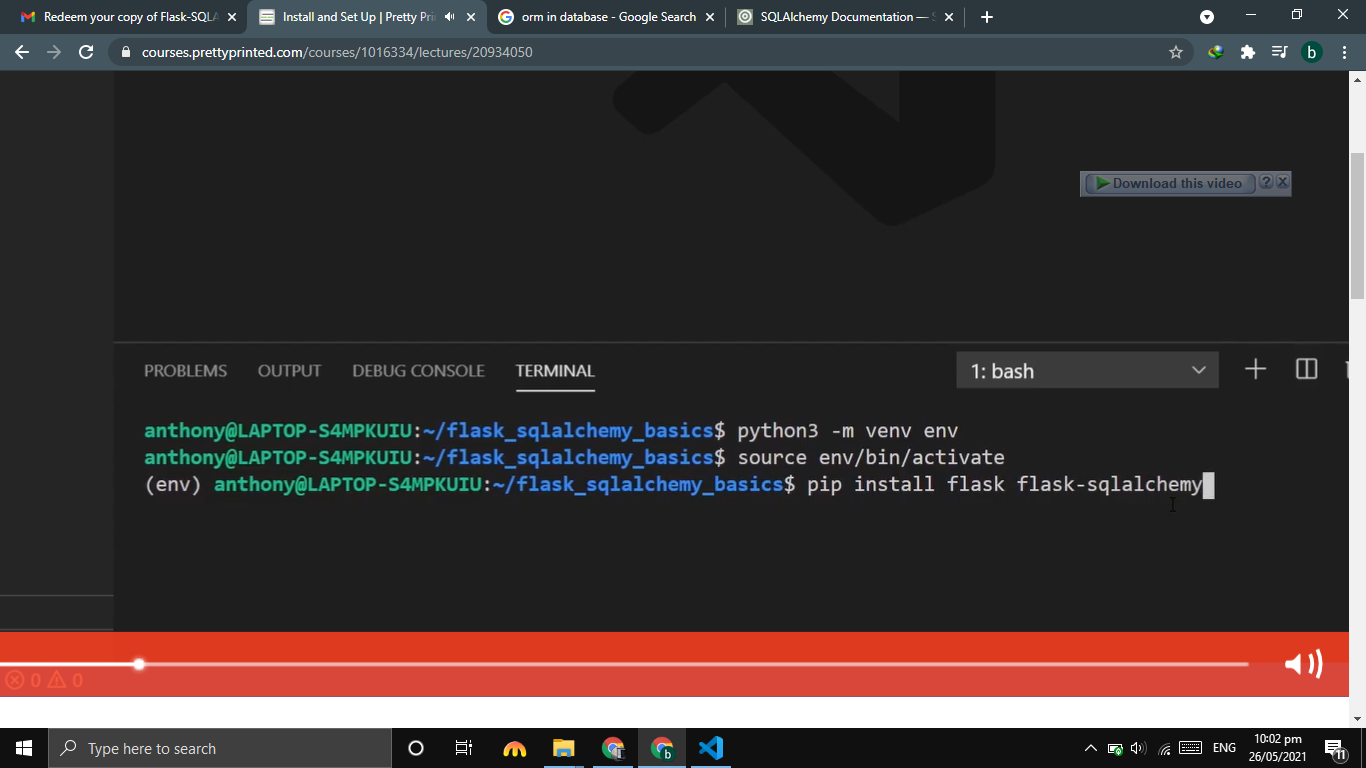 Redeem your copy of Flask-SQLA
Install and Set Up | Pretty Pri
orm in database - Google Search
SQLAlchemy Documentation — S
courses.prettyprinted.com/courses/1016334/lectures/20934050
b
Download this video
?
X
PROBLEMS
OUTPUT
DEBUG CONSOLE
TERMINAL
1: bash
anthony@LAPTOP-S4MPKUIU:~/flask_sqlalchemy_basics$ python3 -m venv env
anthony@LAPTOP-S4MPKUIU:~/flask_sqlalchemy_basics$ source env/bin/activate
(env) anthony@LAPTOP-S4MPKUIU:~/flask_sqlalchemy_basics$ pip install flask flask-sqlalchemy
0
0
Type here to search
b
ENG
10:02 pm
26/05/2021
11